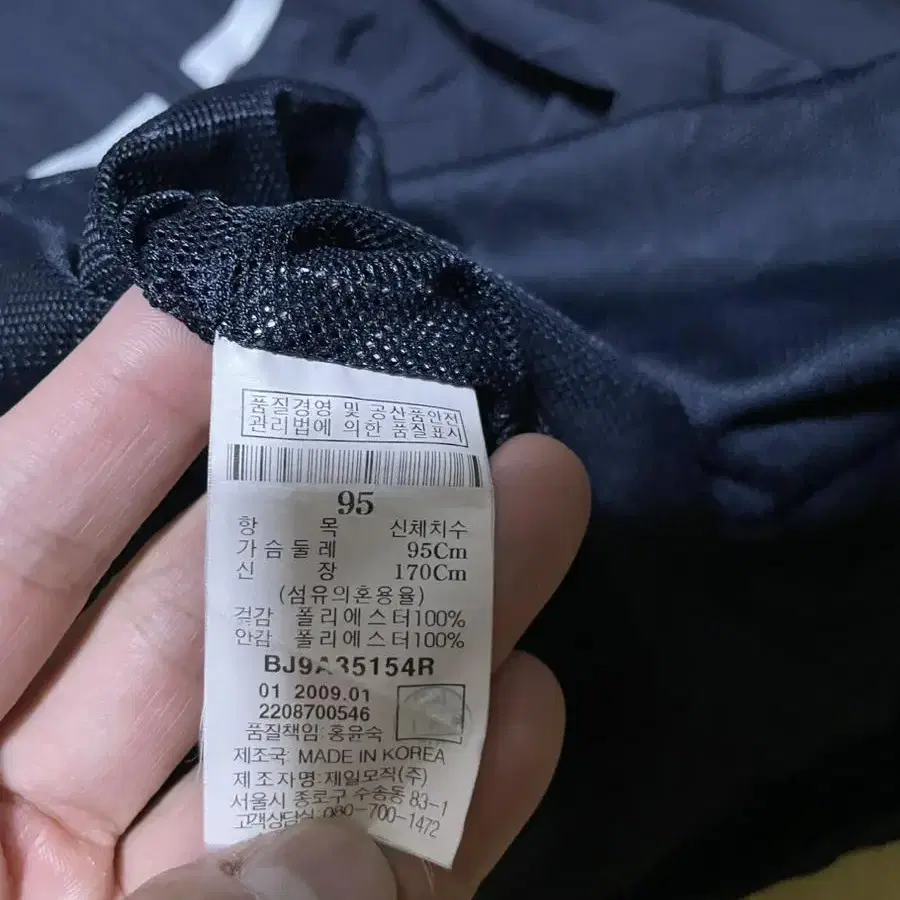 품질경영 및 공산품안전
관리법에 의한 품질표시
95
항 목 신체치수
가슴둘레 95Cm
신 장 170Cm
(섬유의혼용율)
겉감 폴리에스터100%
안감 폴리에스터100%
BJ9A35154R
01 2009.01
2208700546
품질책임: 홍윤숙
제조국: MADE IN KOREA
제조자명: 제일모직(주)
서울시 종로구 수송동 83-1
고객상담실: 080-700-1472